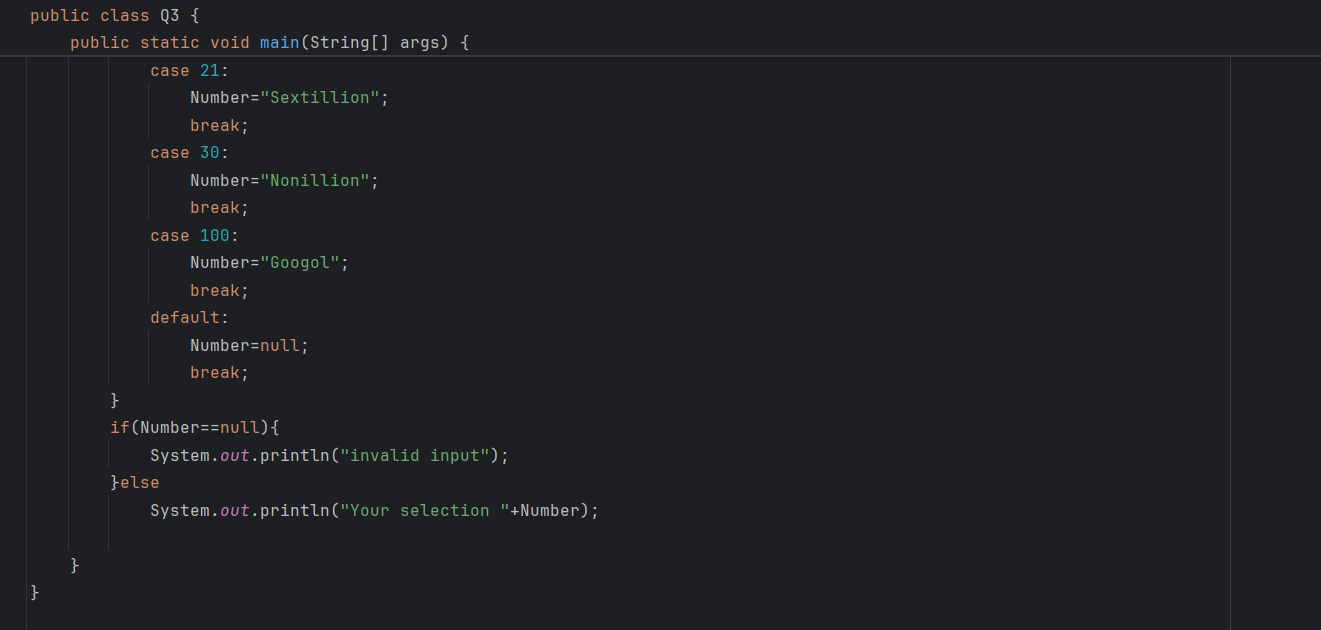 public class Q3 {
    public static void main(String[] args) {
            case 21:
                Number="Sextillion";
                break;
            case 30:
                Number="Nonillion";
                break;
            case 100:
                Number="Googol";
                break;
            default:
                Number=null;
                break;
        }
        if(Number==null){
            System.out.println("invalid input");
        }else
            System.out.println("Your selection "+Number);
    }
}